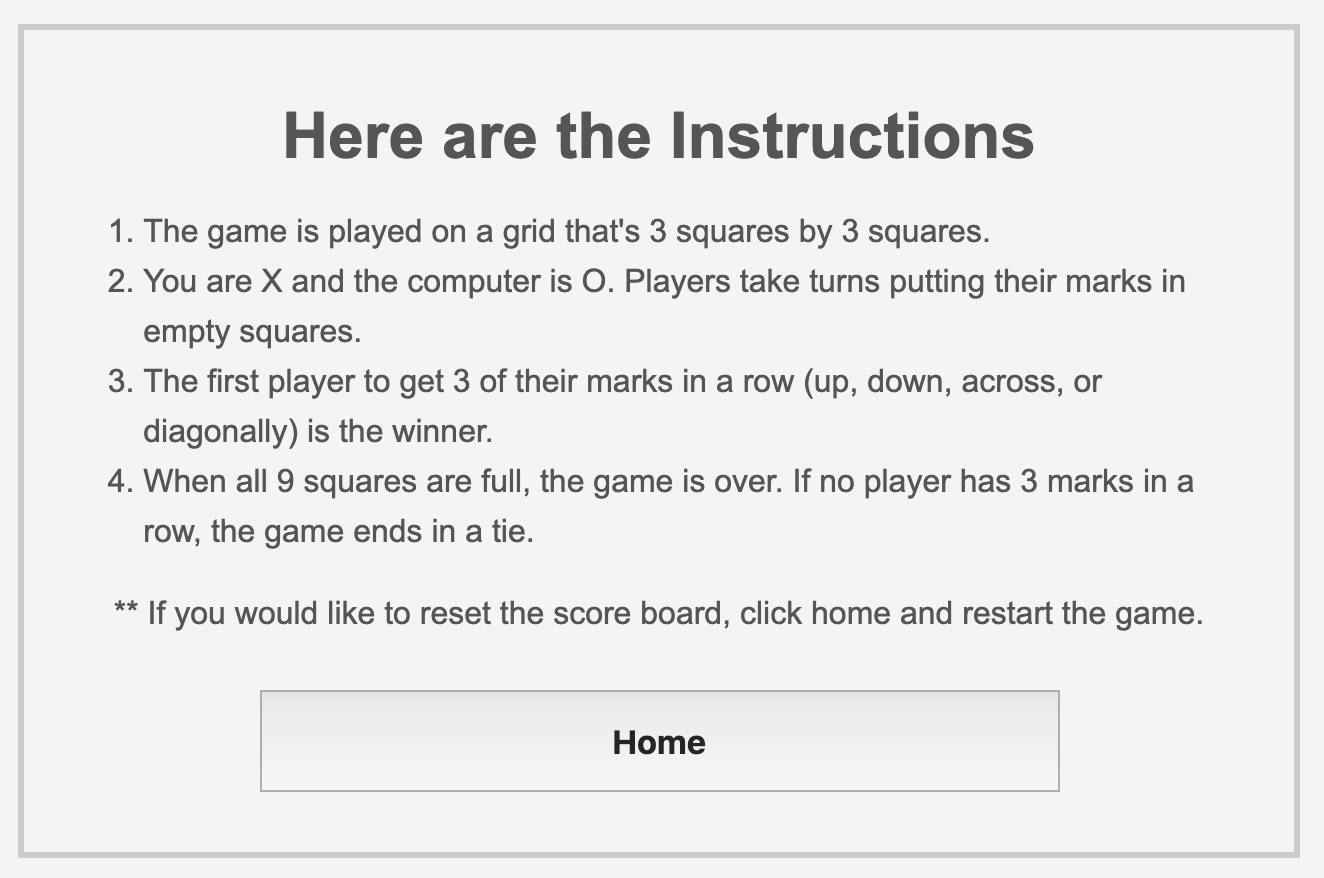 Here are the Instructions
1. The game is played on a grid that's 3 squares by 3 squares.
2. You are X and the computer is O. Players take turns putting their marks in
empty squares.
3. The first player to get 3 of their marks in a row (up, down, across, or
diagonally) is the winner.
4. When all 9 squares are full, the game is over. If no player has 3 marks in a
row, the game ends in a tie.
** If you would like to reset the score board, click home and restart the game.
Home